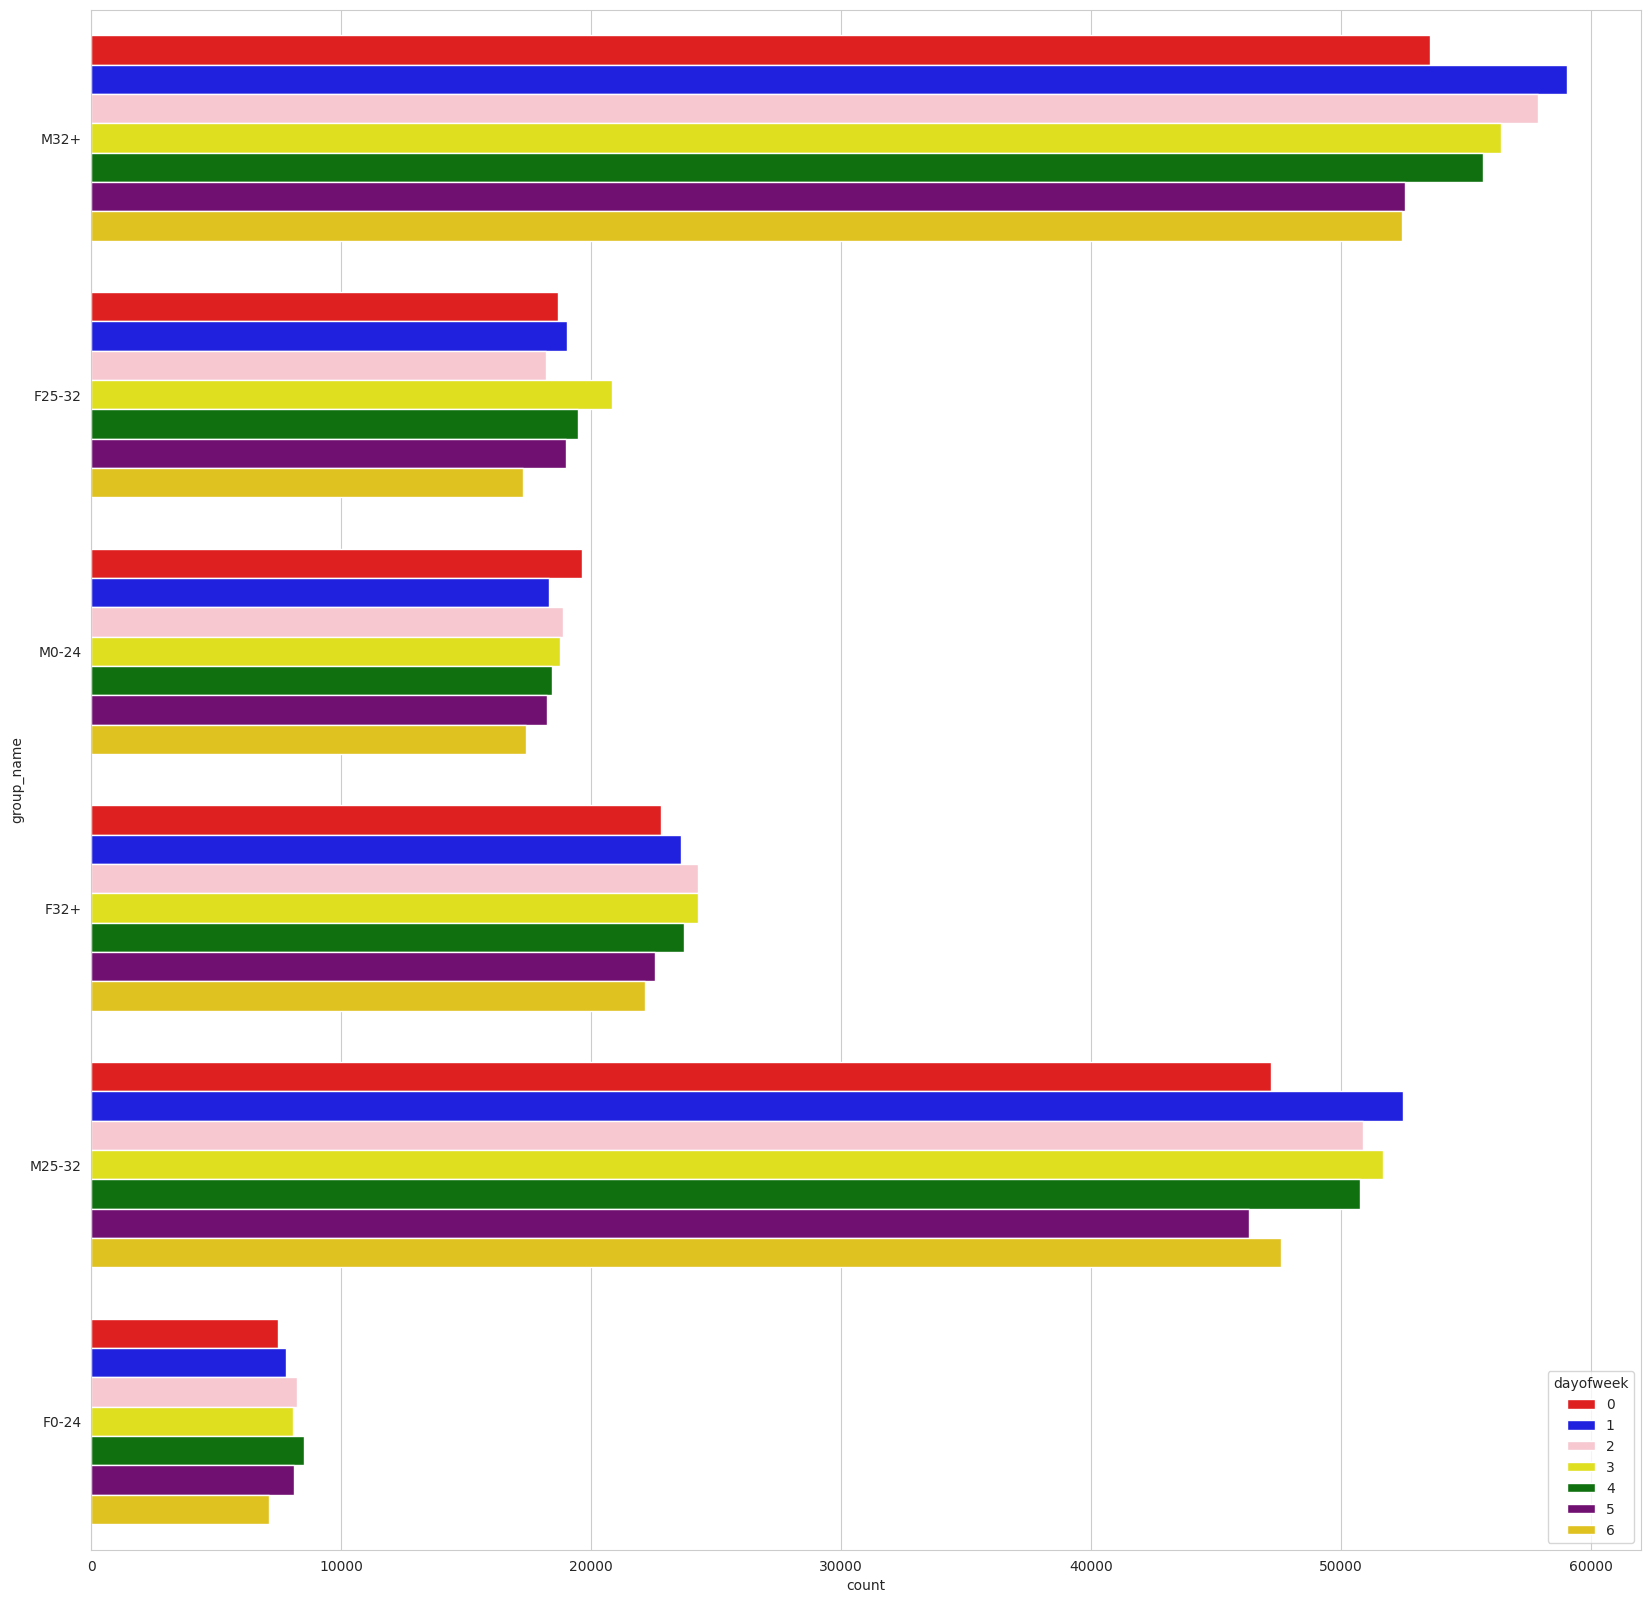 M32+
F25-32
M0-24
F32+
M25-32
F0-24
group_name
0 10000 20000 30000 40000 50000 60000
count
dayofweek
0
1
2
3
4
5
6